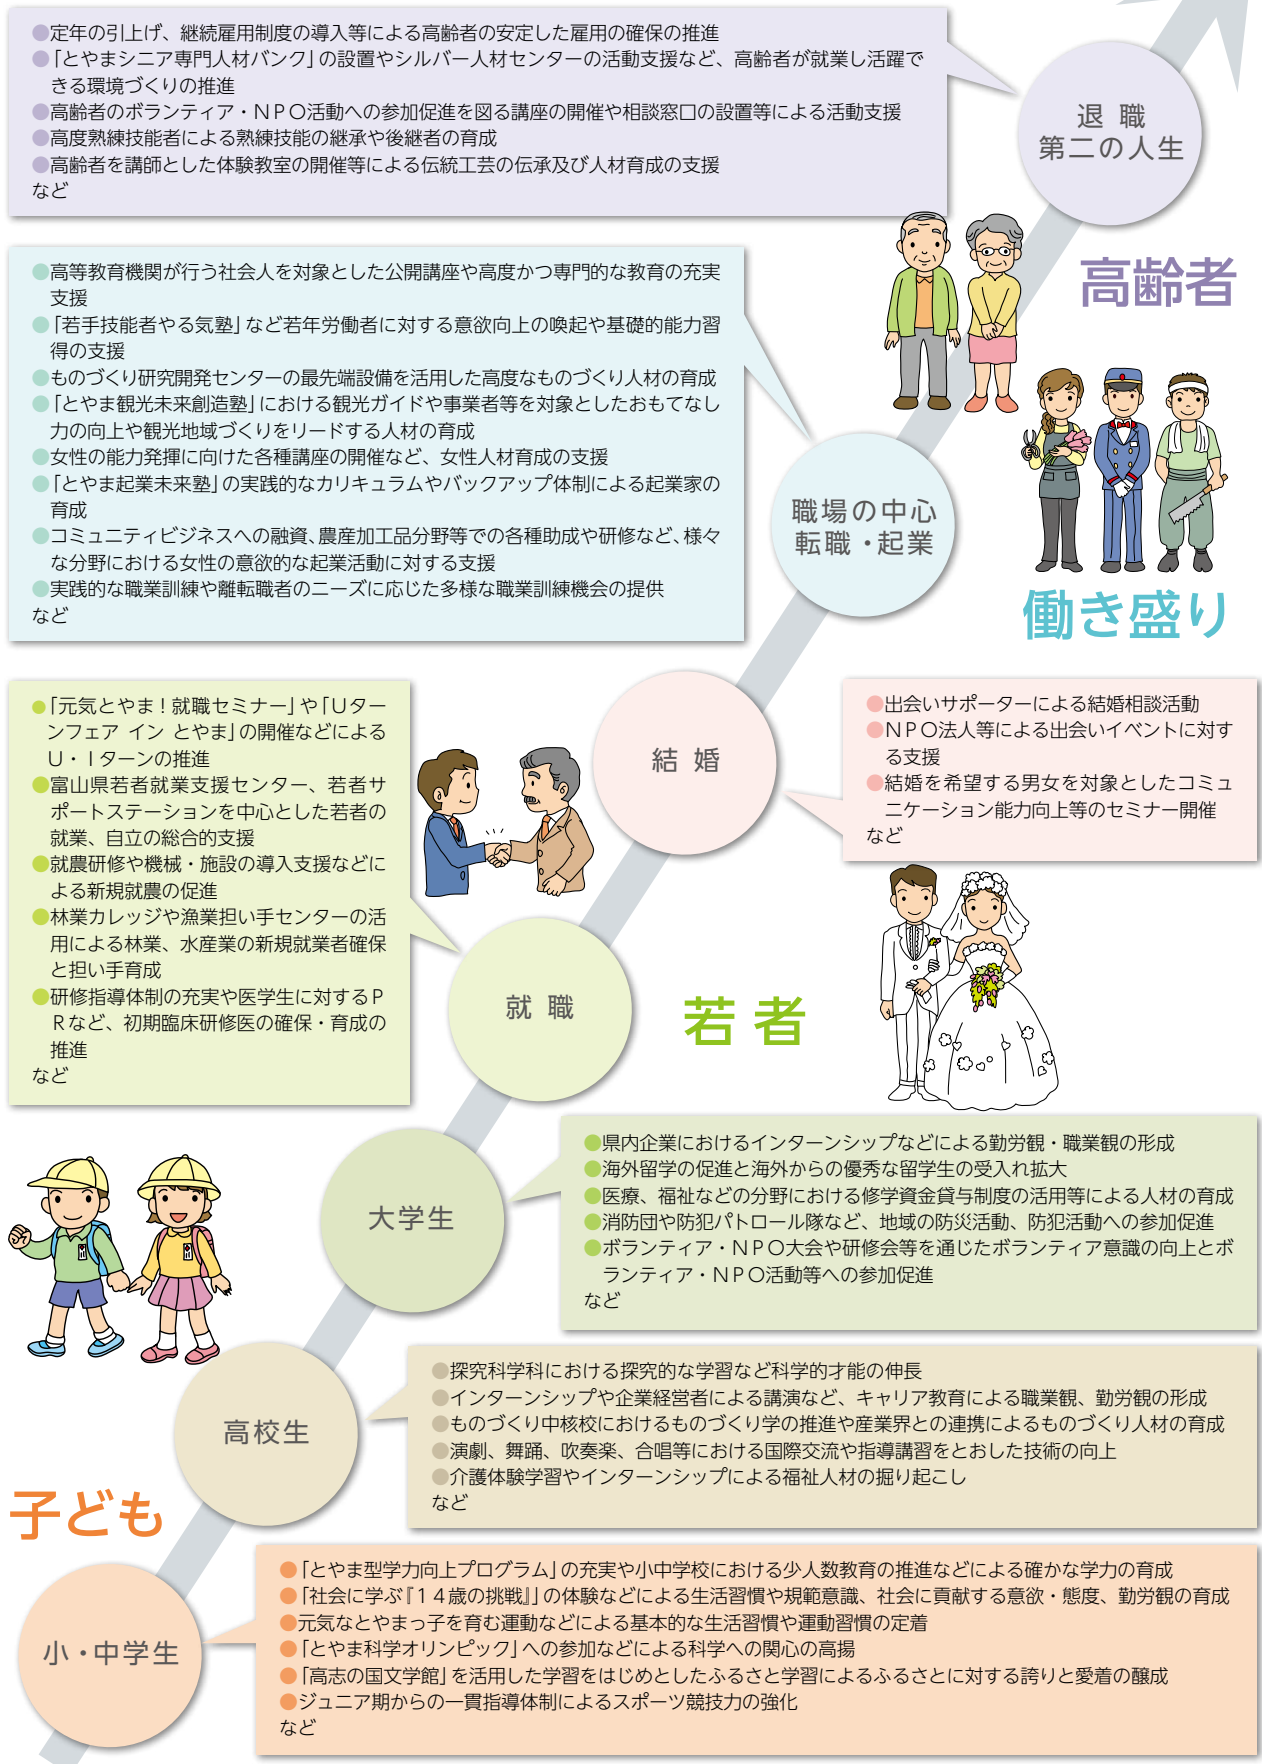 ●定年の引上げ、継続雇用制度の導入等による高齢者の安定した雇用の確保の推進
●「とやまシニア専門人材バンク」の設置やシルバー人材センターの活動支援など、高齢者が就業し活躍で
きる環境づくりの推進
●高齢者のボランティア・ＮＰＯ活動への参加促進を図る講座の開催や相談窓口の設置等による活動支援
●高度熟練技能者による熟練技能の継承や後継者の育成
●高齢者を講師とした体験教室の開催等による伝統工芸の伝承及び人材育成の支援
など
退 職
第二の人生
高齢者
●高等教育機関が行う社会人を対象とした公開講座や高度かつ専門的な教育の充実
支援
●「若手技能者やる気塾」など若年労働者に対する意欲向上の喚起や基礎的能力習
得の支援
●ものづくり研究開発センターの最先端設備を活用した高度なものづくり人材の育成
●「とやま観光未来創造塾」における観光ガイドや事業者等を対象としたおもてなし
力の向上や観光地域づくりをリードする人材の育成
●女性の能力発揮に向けた各種講座の開催など、女性人材育成の支援
●「とやま起業未来塾」の実践的なカリキュラムやバックアップ体制による起業家の
育成
●コミュニティビジネスへの融資、農産加工品分野等での各種助成や研修など、様々
な分野における女性の意欲的な起業活動に対する支援
●実践的な職業訓練や離転職者のニーズに応じた多様な職業訓練機会の提供
など
職場の中心
転職・起業
働き盛り
●「元気とやま！就職セミナー」や「Ｕター
ンフェア イン とやま」の開催などによる
Ｕ・Ｉターンの推進
●富山県若者就業支援センター、若者サ
ポートステーションを中心とした若者の
就業、自立の総合的支援
●就農研修や機械・施設の導入支援などに
よる新規就農の促進
●林業カレッジや漁業担い手センターの活
用による林業、水産業の新規就業者確保
と担い手育成
●研修指導体制の充実や医学生に対するＰ
Ｒなど、初期臨床研修医の確保・育成の
推進
など
結 婚
●出会いサポーターによる結婚相談活動
●ＮＰＯ法人等による出会いイベントに対す
る支援
●結婚を希望する男女を対象としたコミュ
ニケーション能力向上等のセミナー開催
など
就 職
若 者
大学生
●県内企業におけるインターンシップなどによる勤労観・職業観の形成
●海外留学の促進と海外からの優秀な留学生の受入れ拡大
●医療、福祉などの分野における修学資金貸与制度の活用等による人材の育成
●消防団や防犯パトロール隊など、地域の防災活動、防犯活動への参加促進
●ボランティア・ＮＰＯ大会や研修会等を通じたボランティア意識の向上とボ
ランティア・ＮＰＯ活動等への参加促進
など
高校生
●探究科学科における探究的な学習など科学的才能の伸長
●インターンシップや企業経営者による講演など、キャリア教育による職業観、勤労観の形成
●ものづくり中核校におけるものづくり学の推進や産業界との連携によるものづくり人材の育成
●演劇、舞踊、吹奏楽、合唱等における国際交流や指導講習をとおした技術の向上
●介護体験学習やインターンシップによる福祉人材の掘り起こし
など
子ども
小・中学生
●「とやま型学力向上プログラム」の充実や小中学校における少人数教育の推進などによる確かな学力の育成
●「社会に学ぶ『１４歳の挑戦』」の体験などによる生活習慣や規範意識、社会に貢献する意欲・態度、勤労観の育成
●元気なとやまっ子を育む運動などによる基本的な生活習慣や運動習慣の定着
●「とやま科学オリンピック」への参加などによる科学への関心の高揚
●「高志の国文学館」を活用した学習をはじめとしたふるさと学習によるふるさとに対する誇りと愛着の醸成
●ジュニア期からの一貫指導体制によるスポーツ競技力の強化
など